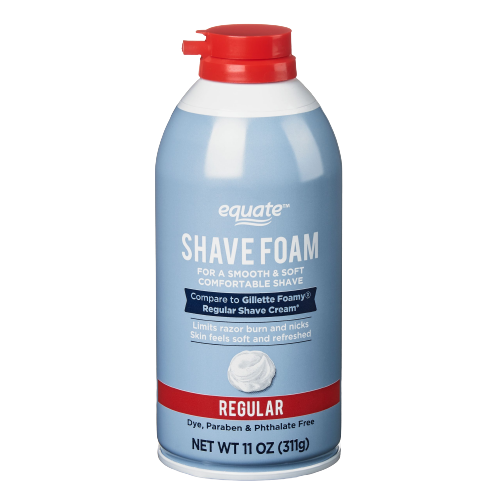 equate™
SHAVE FOAM
FOR A SMOOTH & SOFT
COMFORTABLE SHAVE
Compare to Gillette Foamy®
Regular Shave Cream*
Limits razor burn and nicks
Skin feels soft and refreshed
REGULAR
Dye, Paraben & Phthalate Free
NET WT 11 OZ (311g)